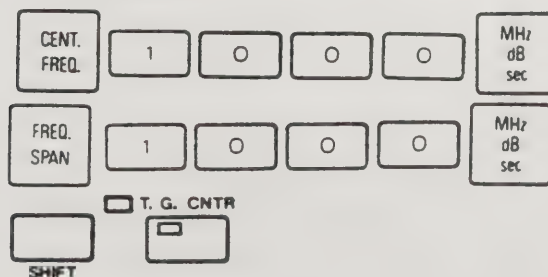 CENT. FREQ. 1 0 0 0 MHz dB sec
FREQ. SPAN 1 0 0 0 MHz dB sec
T. G. CNTR
SHIFT